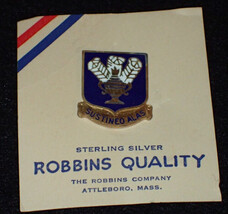 SUSTINEO ALAS
STERLING SILVER
ROBBINS QUALITY
THE ROBBINS COMPANY
ATTLEBORO, MASS.